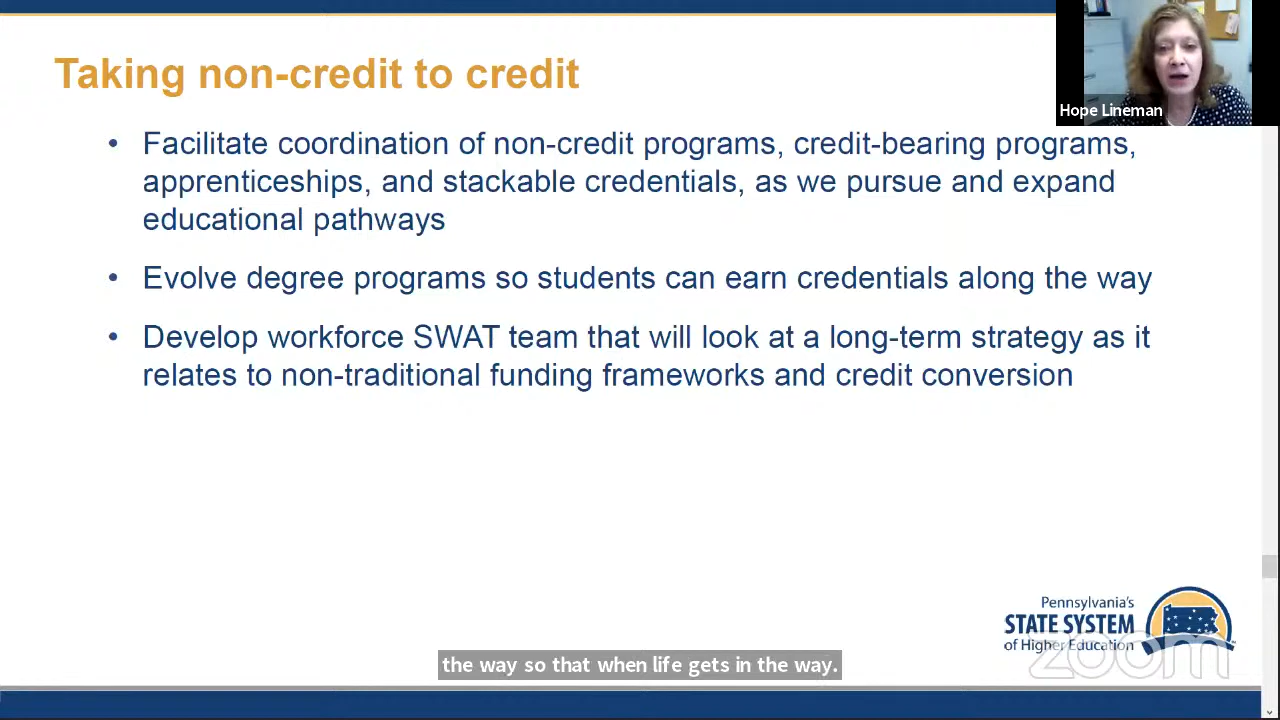 Taking non-credit to credit
Hope Lineman
• Facilitate coordination of non-credit programs, credit-bearing programs,
apprenticeships, and stackable credentials, as we pursue and expand
educational pathways
• Evolve degree programs so students can earn credentials along the way
• Develop workforce SWAT team that will look at a long-term strategy as it
relates to non-traditional funding frameworks and credit conversion
Pennsylvania's
STATE SYSTEM
of Higher Education
zoom
the way so that when life gets in the way.